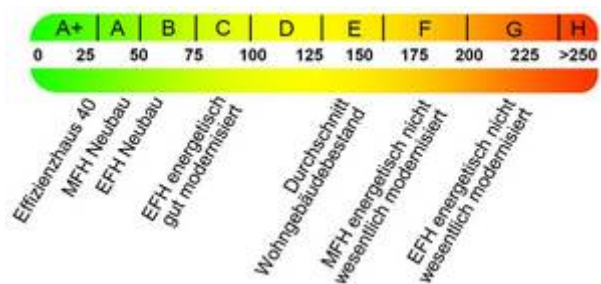 A+ A B C D E F G H
0 25 50 75 100 125 150 175 200 225 >250
Effizienzhaus 40
MFH Neubau
EFH Neubau
EFH energetisch
gut modernisiert
Durchschnitt
Wohngebäudebestand
MFH energetisch nicht
wesentlich modernisiert
EFH energetisch nicht
wesentlich modernisiert